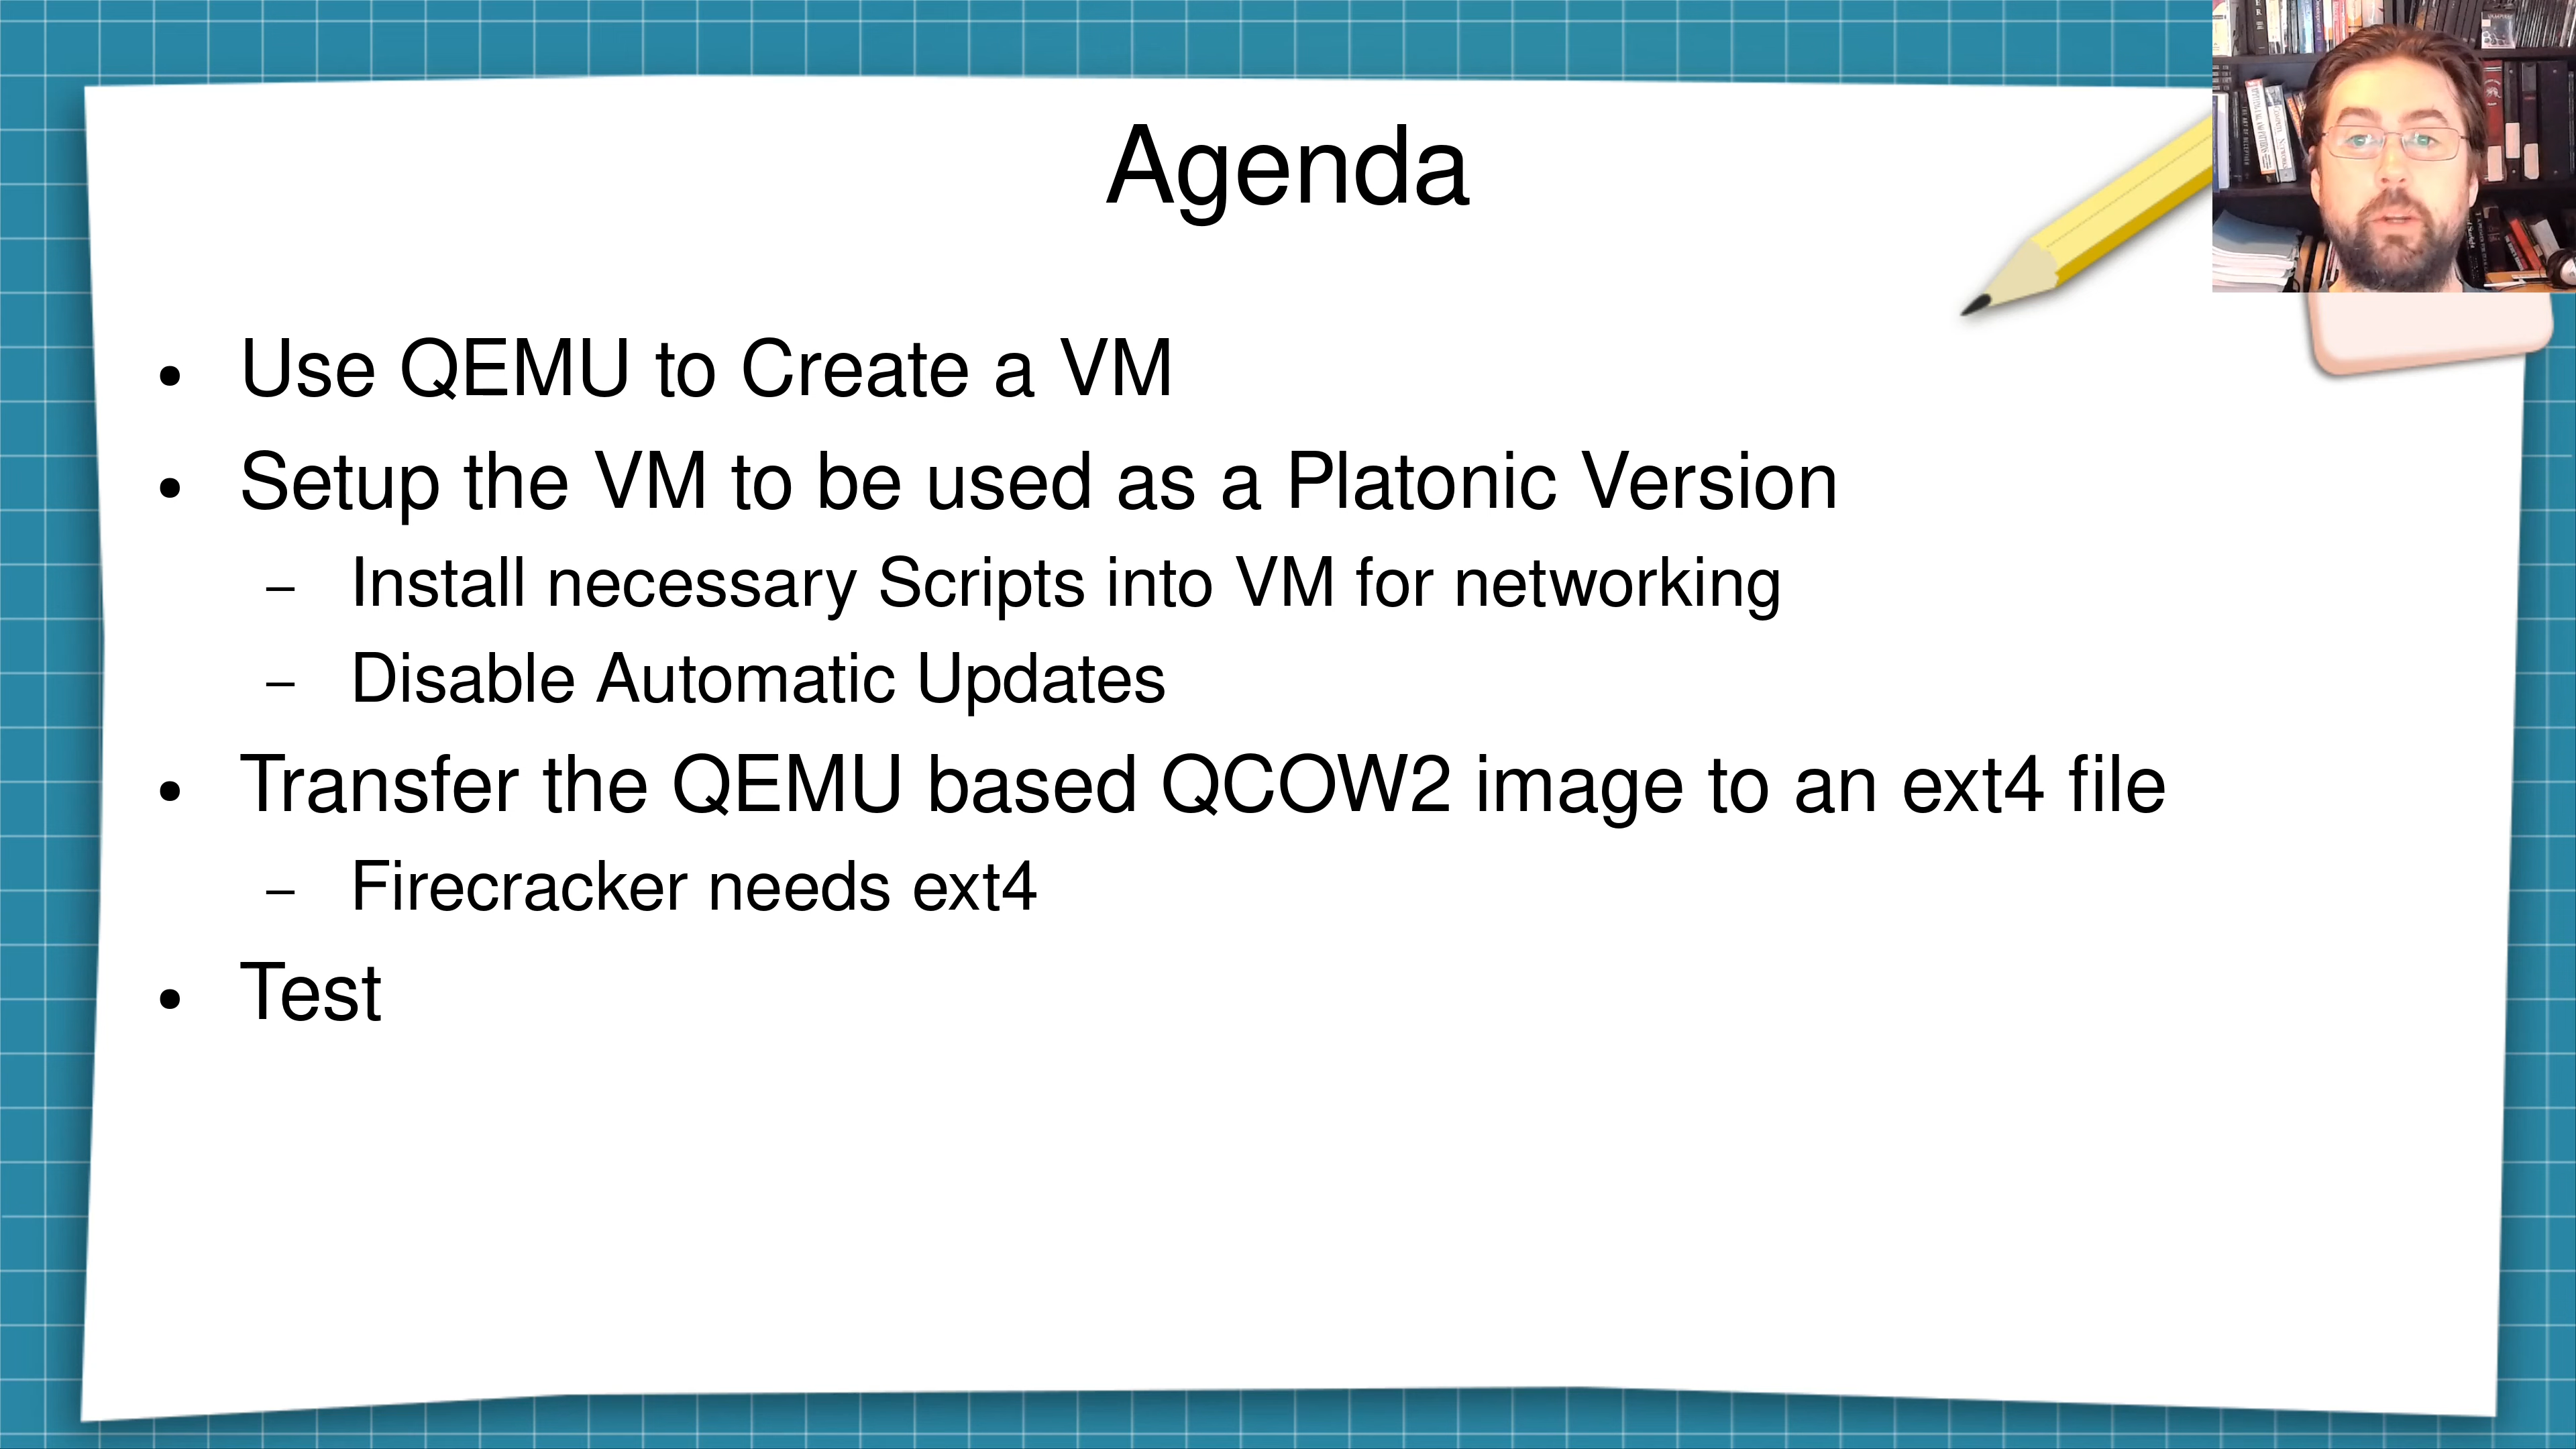 Agenda
• Use QEMU to Create a VM
• Setup the VM to be used as a Platonic Version
– Install necessary Scripts into VM for networking
– Disable Automatic Updates
• Transfer the QEMU based QCOW2 image to an ext4 file
– Firecracker needs ext4
• Test